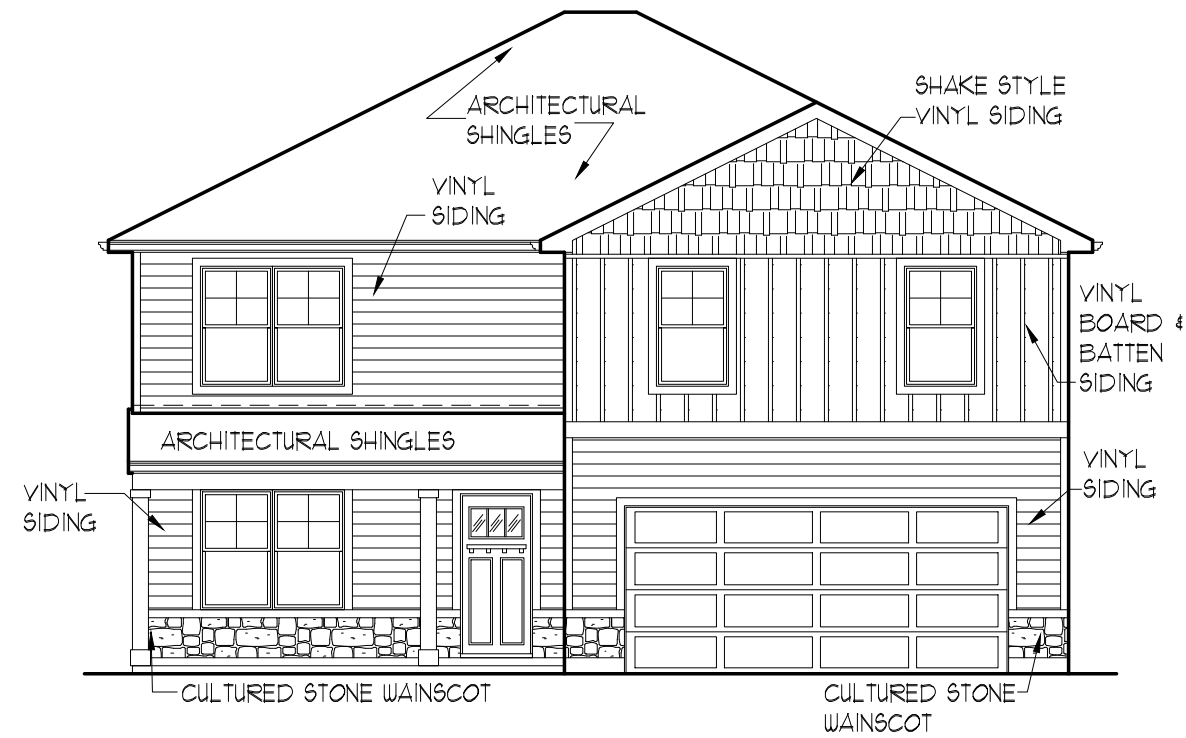 SHAKE STYLE
VINYL SIDING
ARCHITECTURAL
SHINGLES
VINYL
SIDING
VINYL
BOARD &
BATTEN
SIDING
ARCHITECTURAL SHINGLES
VINYL
SIDING
VINYL
SIDING
CULTURED STONE WAINSCOT
CULTURED STONE
WAINSCOT